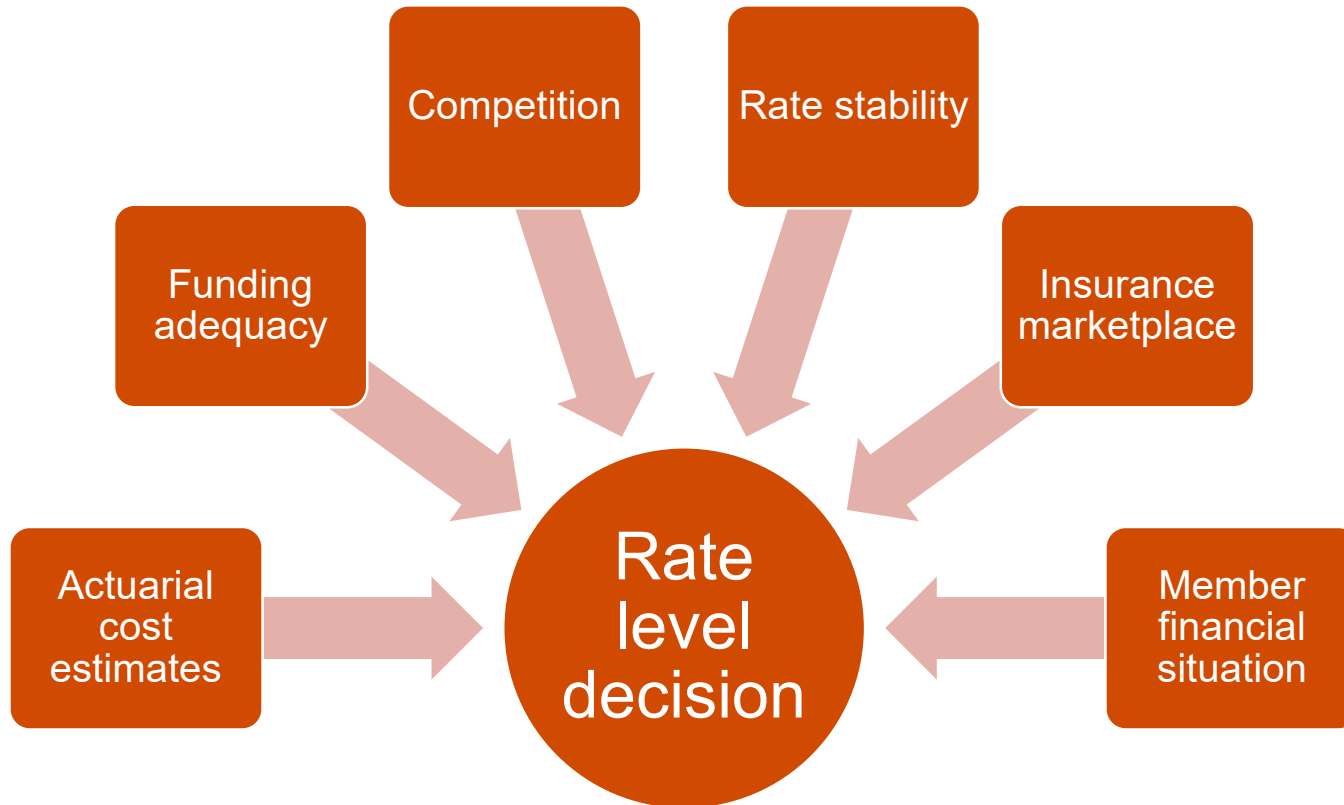 Competition
Rate stability
Funding
adequacy
Insurance
marketplace
Actuarial
cost
estimates
Rate
level
decision
Member
financial
situation